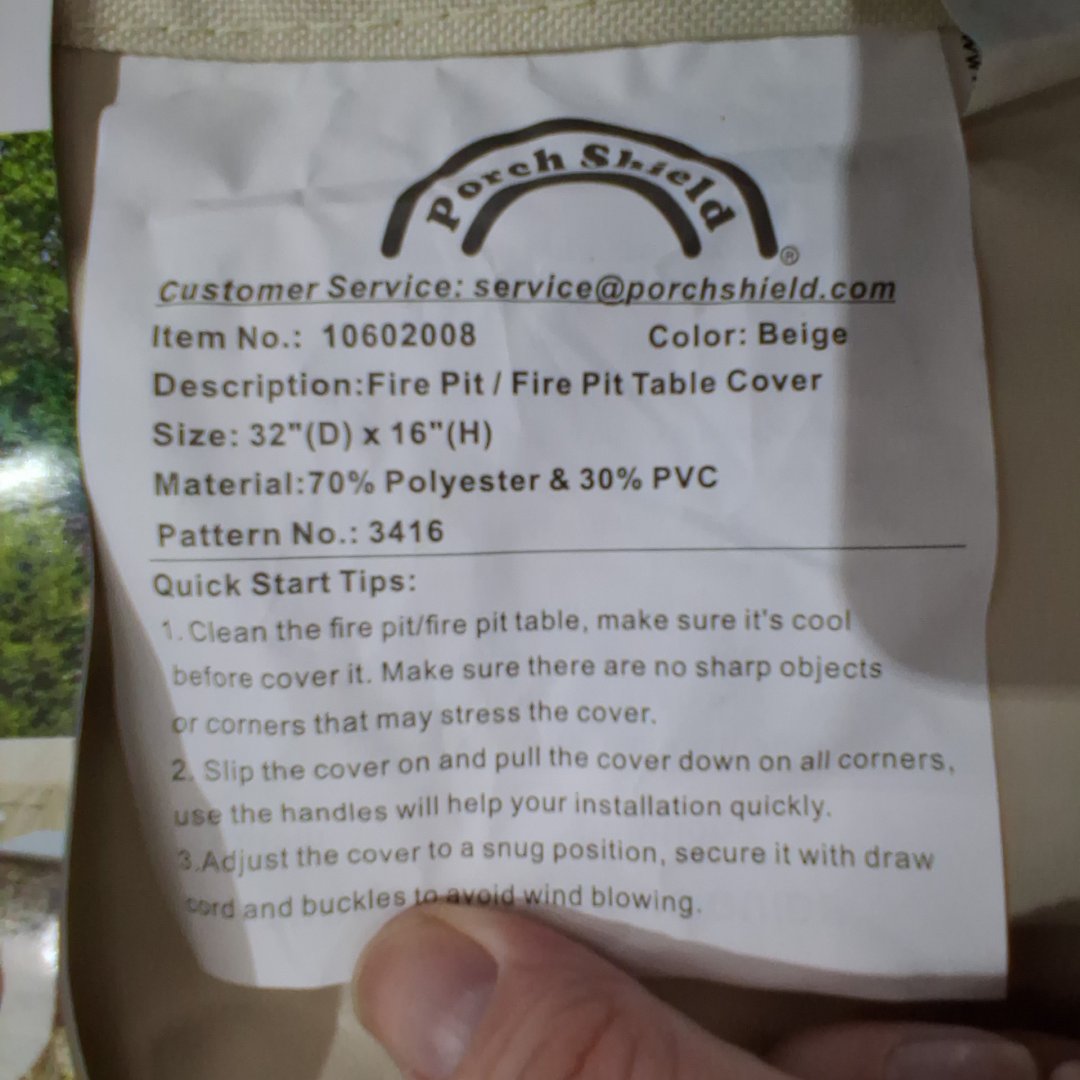 Porch Shield
®
Customer Service: service@porchshield.com
Item No.: 10602008 Color: Beige
Description:Fire Pit / Fire Pit Table Cover
Size: 32"(D) x 16"(H)
Material:70% Polyester & 30% PVC
Pattern No.: 3416
Quick Start Tips:
1. Clean the fire pit/fire pit table, make sure it's cool
before cover it. Make sure there are no sharp objects
or corners that may stress the cover.
2. Slip the cover on and pull the cover down on all corners,
use the handles will help your installation quickly.
3.Adjust the cover to a snug position, secure it with draw
cord and buckles to avoid wind blowing.